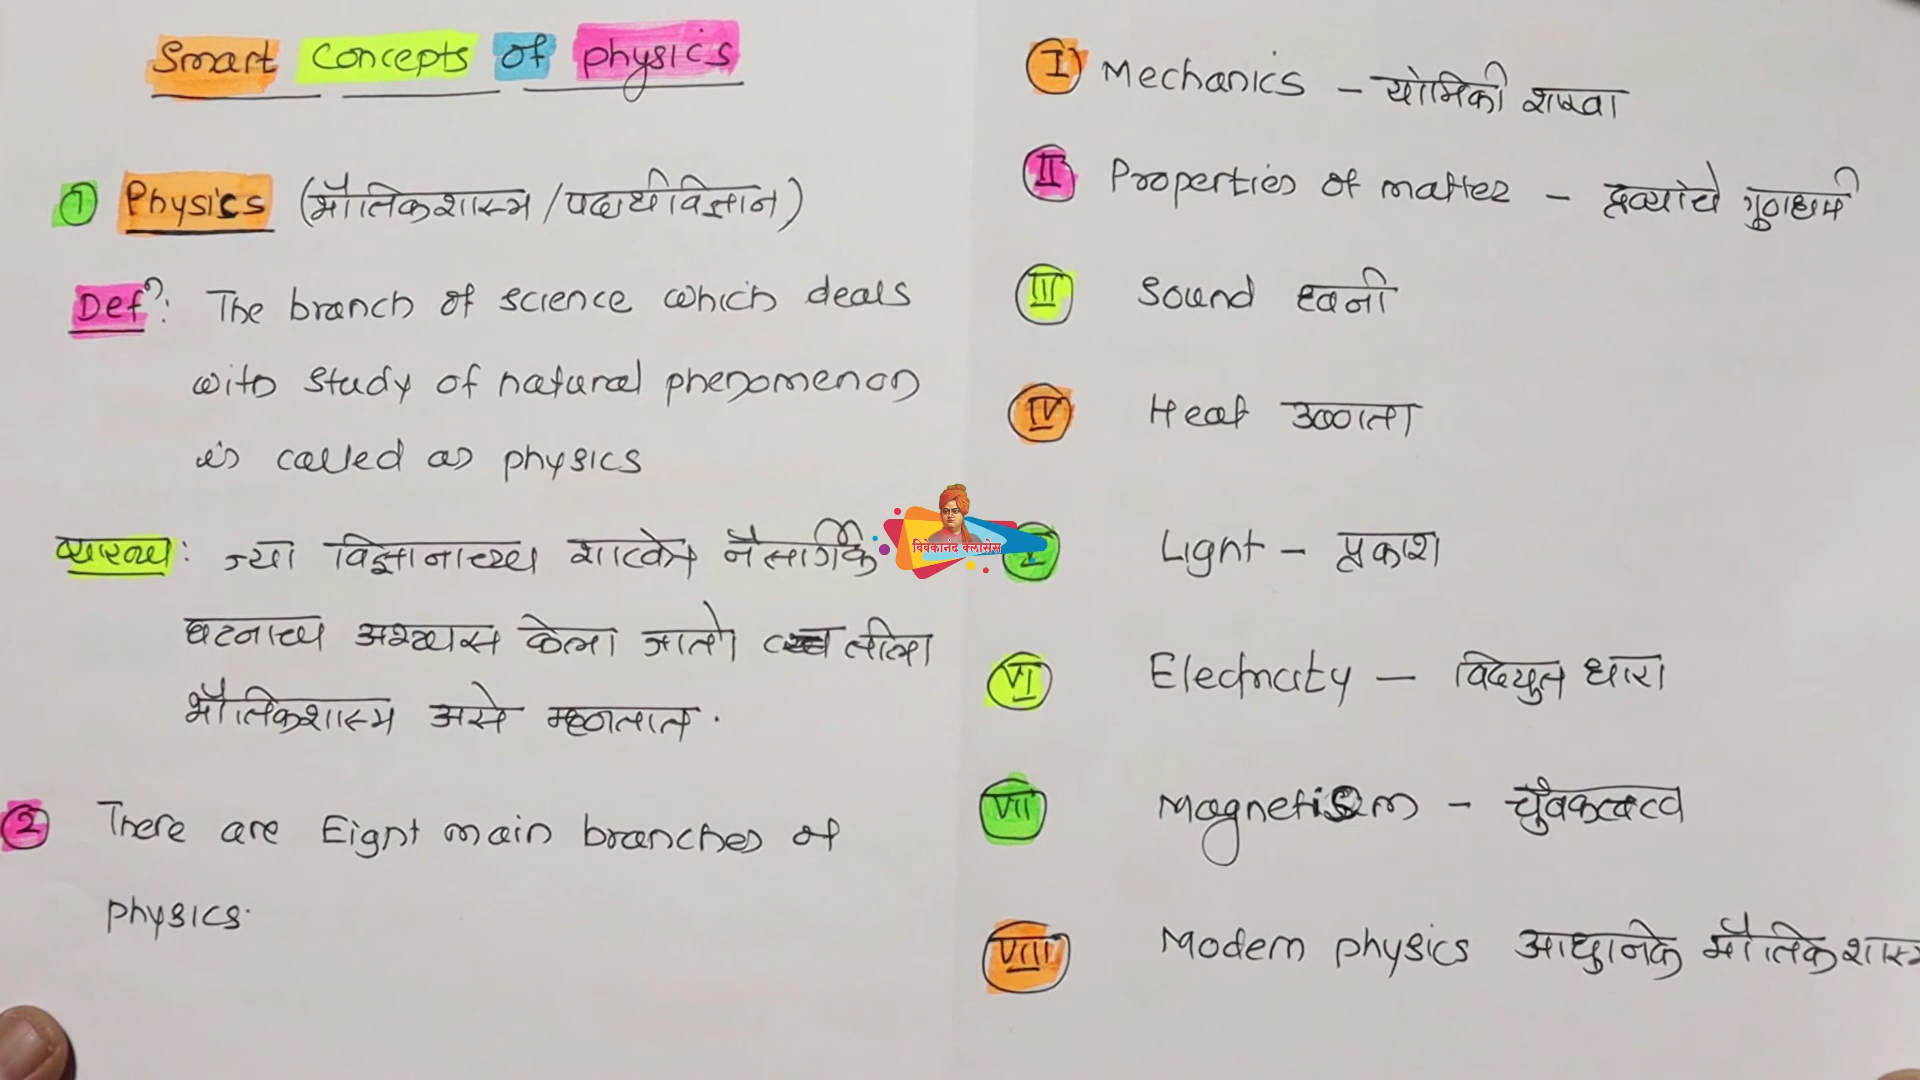 Smart Concepts of physics
1 Physics (भौतिकशास्त्र/पदार्थविज्ञान)
Defn: The branch of science which deals
with study of natural phenomenon
is called as physics
व्याख्या: ज्या विज्ञानाच्या शाखेत नैसर्गिक
घटनाचा अभ्यास केला जातो तीला
भौतिकशास्त्र असे म्हणतात.
2 There are Eight main branches of
physics.
I Mechanics - यांमिकी शाखा
II Properties of matter - द्रव्यांचे गुणधर्म
III Sound ध्वनी
IV Heat उष्णता
विवेकानंद क्लासेस
V Light - प्रकाश
VI Electricity - विद्युत धारा
VII Magnetism - चुंबकत्व
VIII Modern physics आधुनिक भौतिकशास्त्र